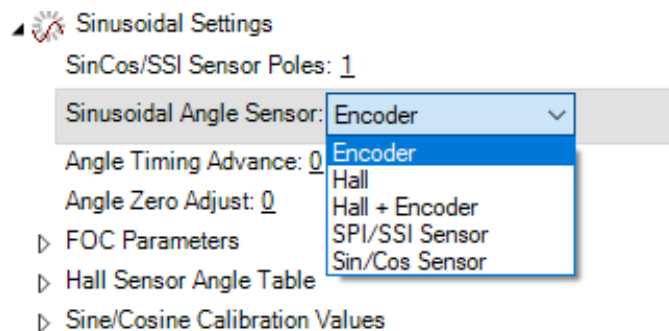 Sinusoidal Settings
SinCos/SSI Sensor Poles: 1
Sinusoidal Angle Sensor: Encoder
Encoder
Angle Timing Advance: 0
Hall
Angle Zero Adjust: 0
Hall + Encoder
FOC Parameters
SPI/SSI Sensor
Sin/Cos Sensor
Hall Sensor Angle Table
Sine/Cosine Calibration Values